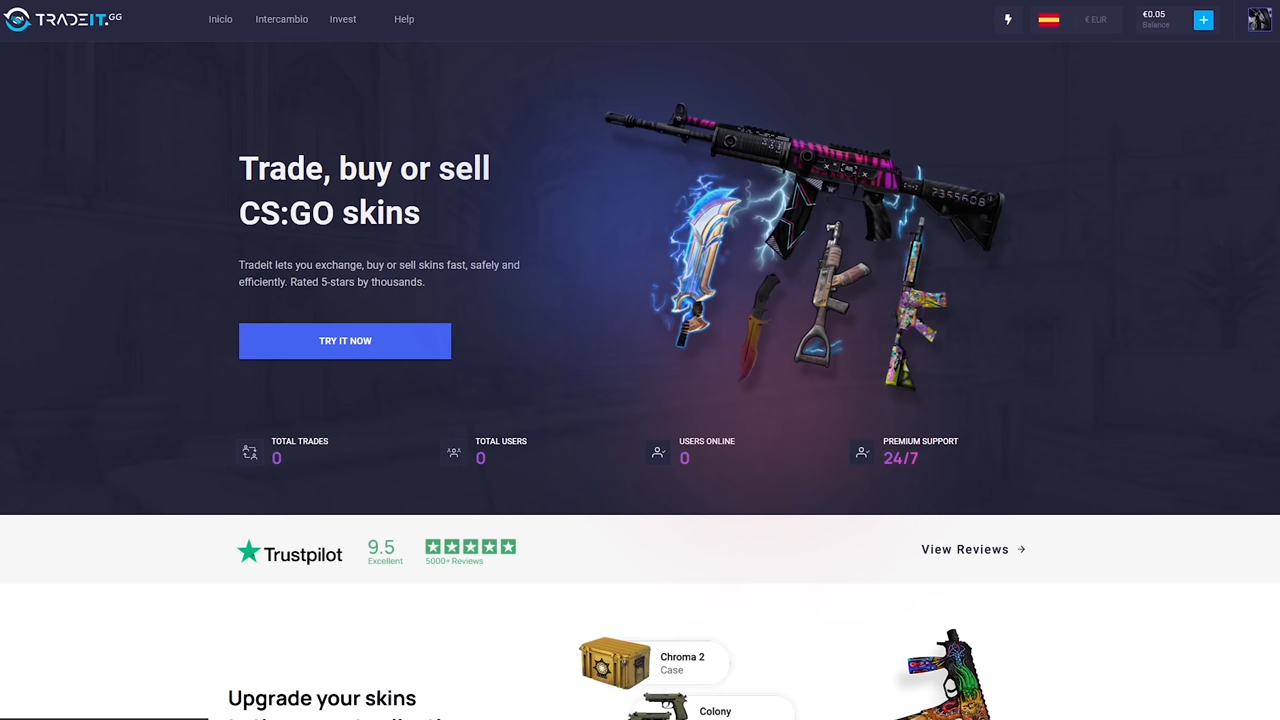 TRADEIT.GG
Inicio
Intercambio
Invest
Help
€ EUR
€0.05
Balance
Trade, buy or sell
CS:GO skins
7355608
Tradeit lets you exchange, buy or sell skins fast, safely and
efficiently. Rated 5-stars by thousands.
TRY IT NOW
TOTAL TRADES
0
TOTAL USERS
0
USERS ONLINE
0
PREMIUM SUPPORT
24/7
Trustpilot
9.5
Excellent
5000+ Reviews
View Reviews
Chroma 2
Case
Upgrade your skins
Colony